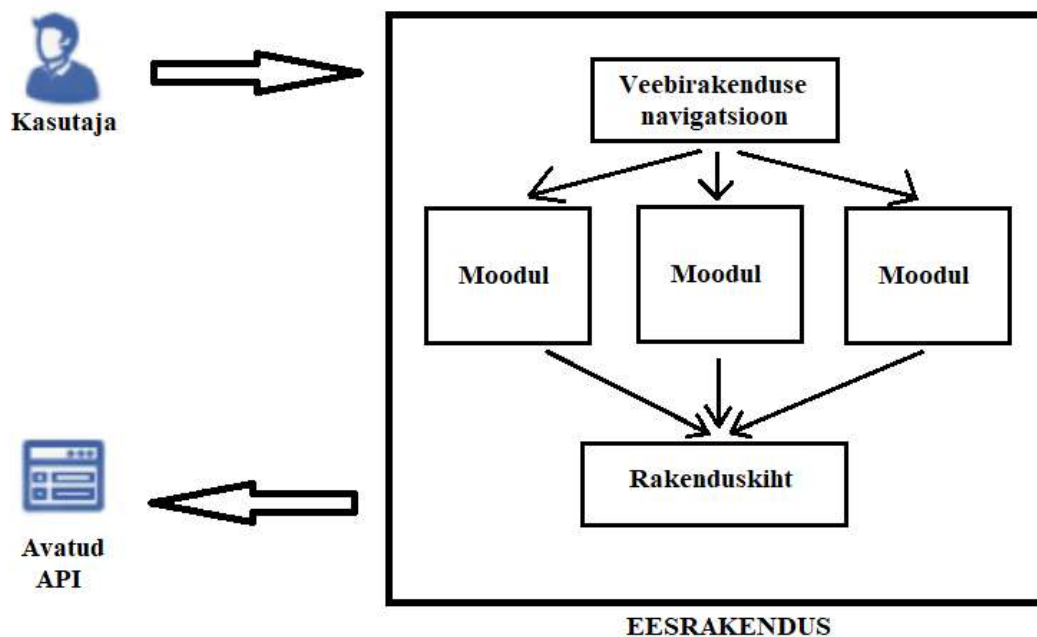 Kasutaja
Veebirakenduse
navigatsioon
Moodul
Moodul
Moodul
Rakenduskiht
Avatud
API
EESRAKENDUS